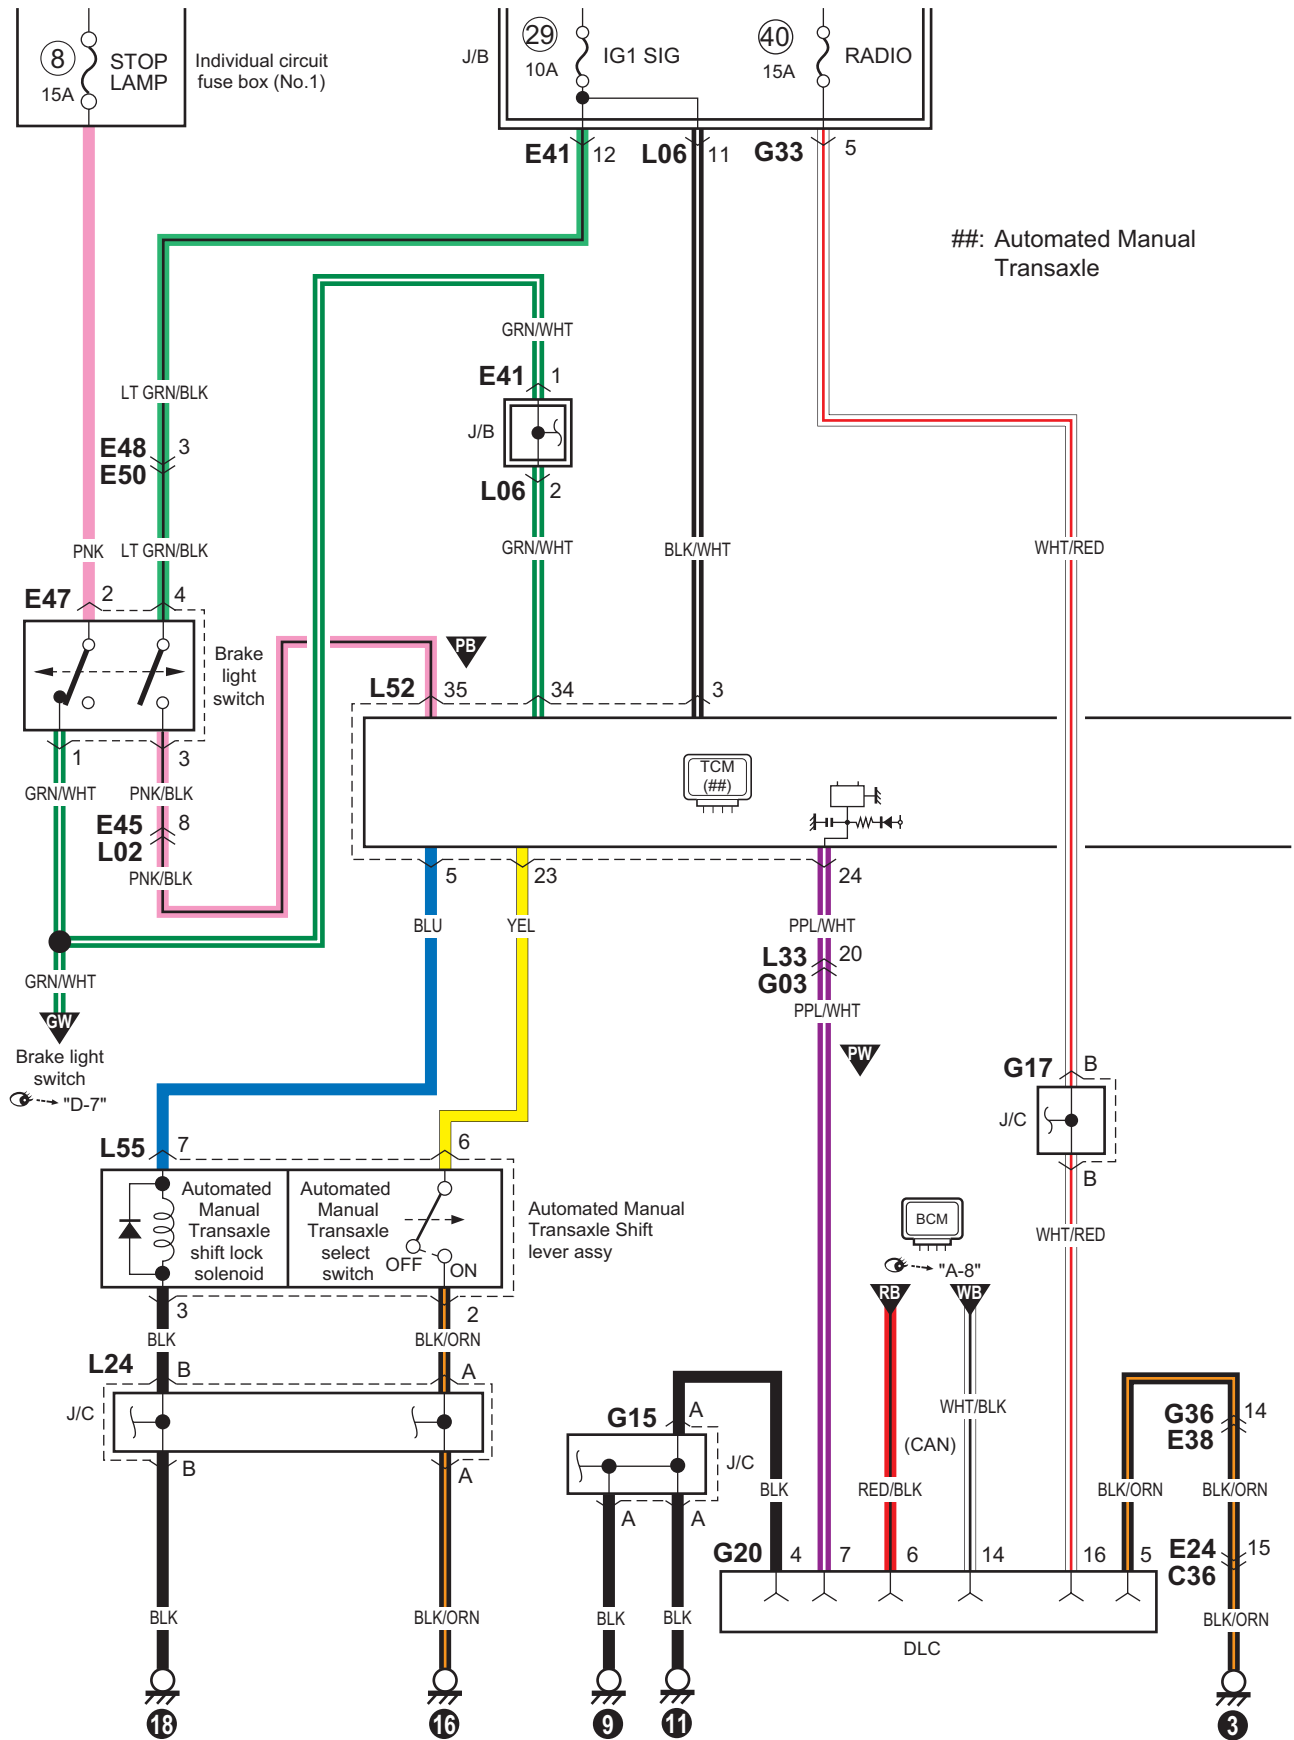 8
15A
STOP
LAMP
Individual circuit
fuse box (No.1)
J/B
29
10A
IG1 SIG
40
15A
RADIO
E41 12
L06 11
G33 5
##: Automated Manual
Transaxle
GRN/WHT
E41 1
J/B
L06 2
LT GRN/BLK
E48 3
E50
PNK
LT GRN/BLK
GRN/WHT
BLK/WHT
WHT/RED
E47 2 4
Brake
light
switch
PB
L52 35 34 3
1 3
GRN/WHT
PNK/BLK
E45 8
L02
PNK/BLK
TCM
(##)
5 23 24
BLU
YEL
PPL/WHT
L33 20
G03
PPL/WHT
GRN/WHT
GW
Brake light
switch
"D-7"
PW
G17 B
J/C
B
L55 7 6
Automated
Manual
Transaxle
shift lock
solenoid
Automated
Manual
Transaxle
select
switch
OFF
ON
Automated Manual
Transaxle Shift
lever assy
BCM
"A-8"
RB
WB
WHT/RED
3 2
BLK
BLK/ORN
L24 B A
J/C
B A
G15 A
J/C
A A
BLK
(CAN)
RED/BLK
WHT/BLK
BLK/ORN
G36 14
E38
BLK/ORN
E24 15
C36
BLK/ORN
G20 4 7 6 14 16 5
DLC
BLK
BLK/ORN
BLK
BLK
18
16
9
11
3